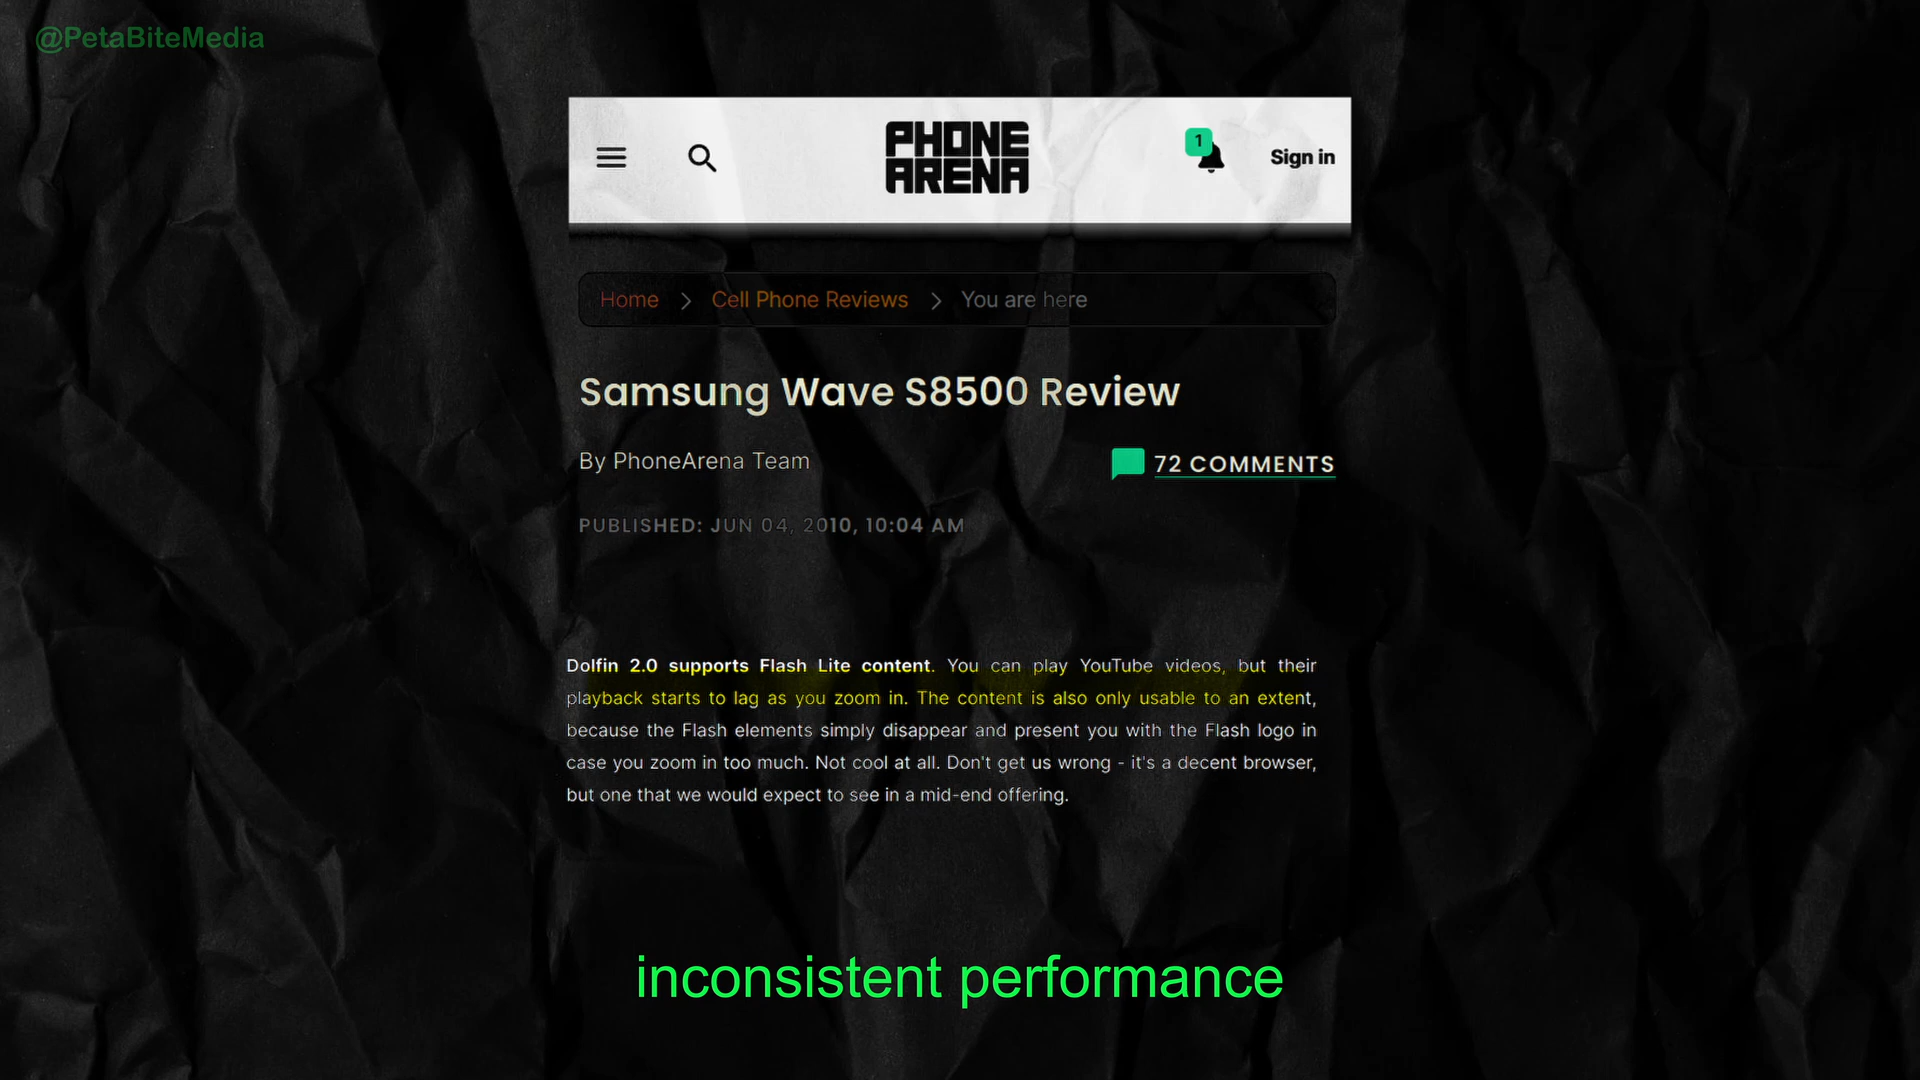 @PetaBiteMedia
PHONE
ARENA
1
Sign in
Home > Cell Phone Reviews > You are here
Samsung Wave S8500 Review
By PhoneArena Team
72 COMMENTS
PUBLISHED: JUN 04, 2010, 10:04 AM
Dolfin 2.0 supports Flash Lite content. You can play YouTube videos, but their
playback starts to lag as you zoom in. The content is also only usable to an extent,
because the Flash elements simply disappear and present you with the Flash logo in
case you zoom in too much. Not cool at all. Don't get us wrong - it's a decent browser,
but one that we would expect to see in a mid-end offering.
inconsistent performance